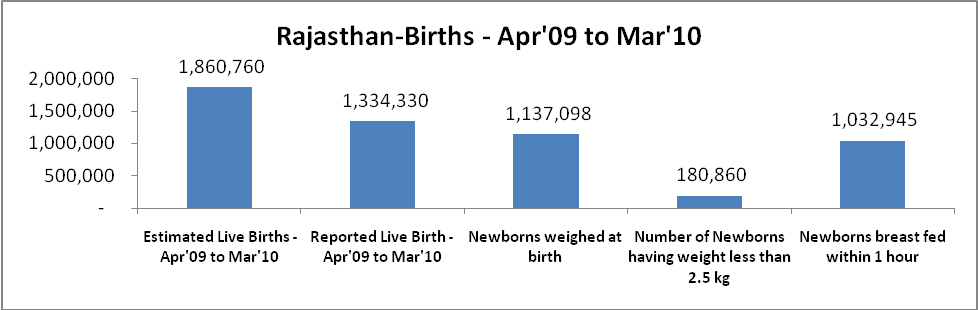 Rajasthan-Births - Apr'09 to Mar'10
2,000,000
1,500,000
1,000,000
500,000
-
1,860,760
1,334,330
1,137,098
180,860
1,032,945
Estimated Live Births -
Apr'09 to Mar'10
Reported Live Birth -
Apr'09 to Mar'10
Newborns weighed at
birth
Number of Newborns
having weight less than
2.5 kg
Newborns breast fed
within 1 hour